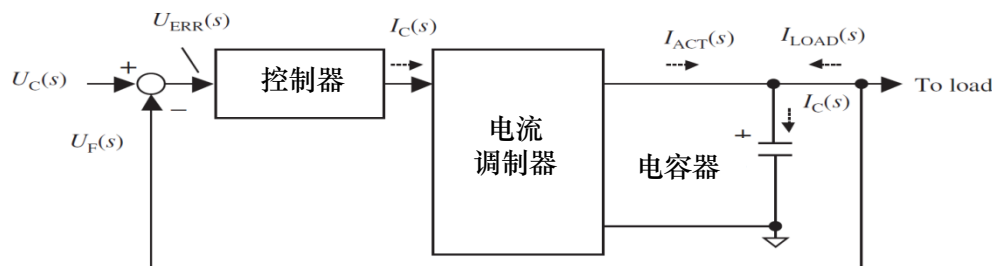 U_ERR(s)
I_C(s)
I_ACT(s)
I_LOAD(s)
U_C(s)
+
控制器
To load
−
I_C(s)
U_F(s)
电流
调制器
+
电容器